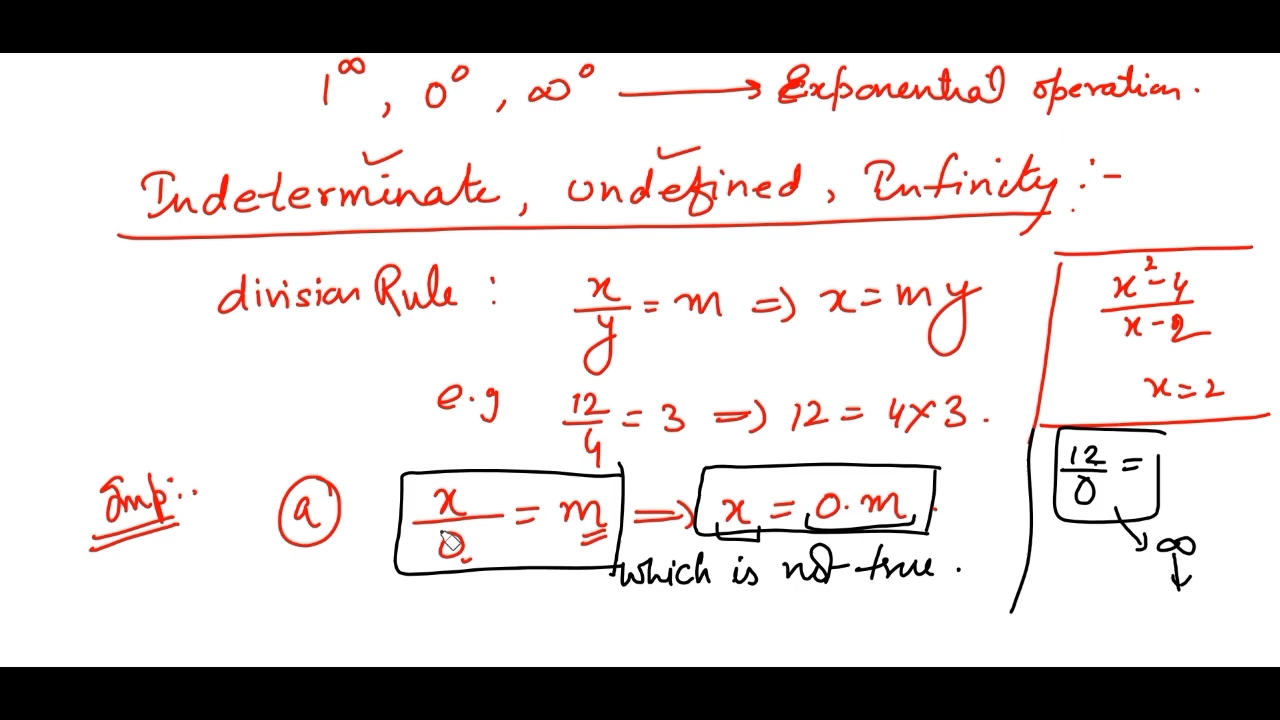 1^∞, 0^0, ∞^0 ⟶ Exponential operation.
Indeterminate, undefined, Infinity :-
division Rule : x/y = m ⇒ x = my
e.g 12/4 = 3 ⇒ 12 = 4×3.
Imp:.. (a) x/0 = m ⇒ x = 0·m.
which is not true.
x²-4/x-2
x=2
12/0 =
→ ∞